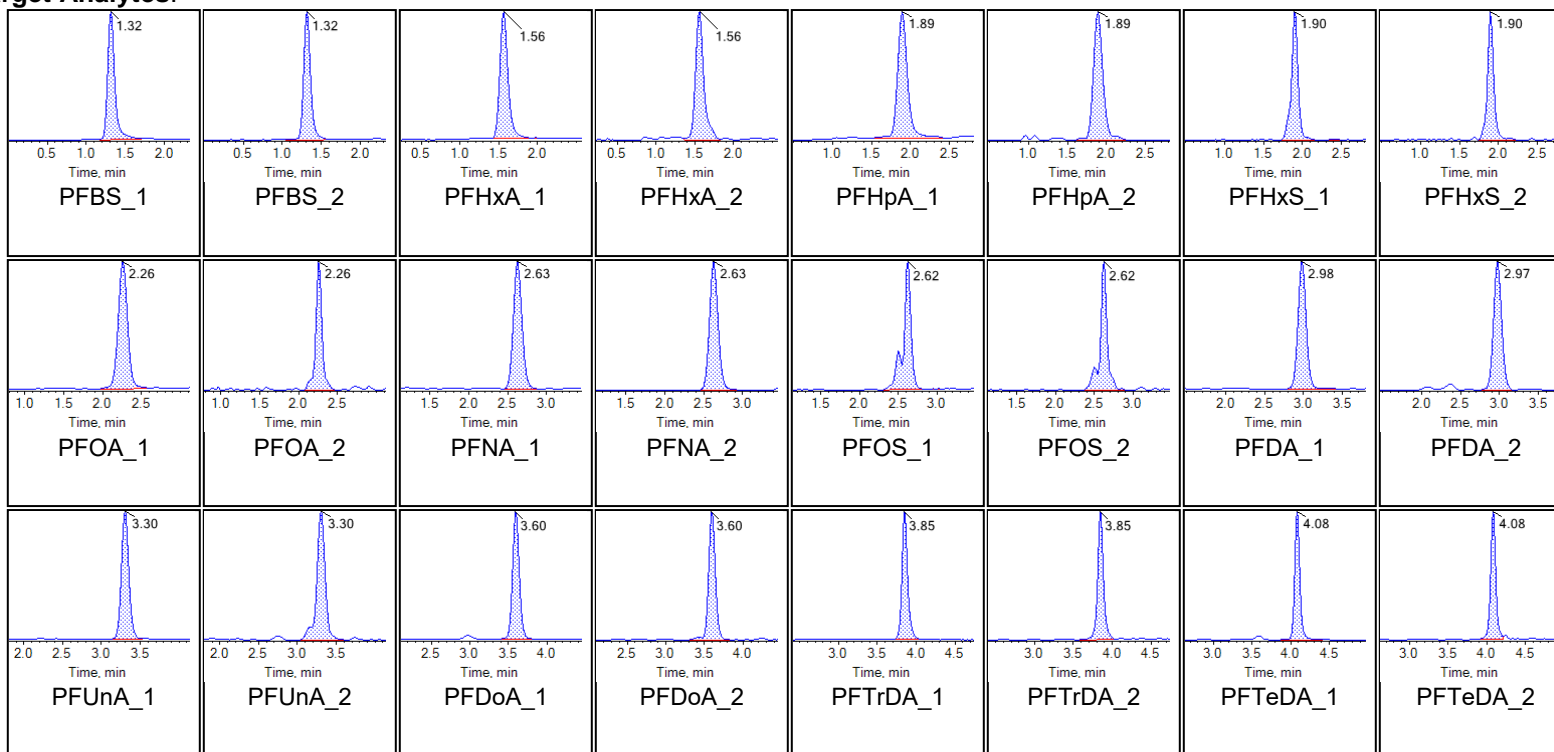 rget Analytes:
1.32 1.32 1.56 1.56 1.89 1.89 1.90 1.90
0.5 1.0 1.5 2.0 0.5 1.0 1.5 2.0 0.5 1.0 1.5 2.0 0.5 1.0 1.5 2.0 1.0 1.5 2.0 2.5 1.0 1.5 2.0 2.5 1.0 1.5 2.0 2.5 1.0 1.5 2.0 2.5
Time, min Time, min Time, min Time, min Time, min Time, min Time, min Time, min
PFBS_1 PFBS_2 PFHxA_1 PFHxA_2 PFHpA_1 PFHpA_2 PFHxS_1 PFHxS_2
2.26 2.26 2.63 2.63 2.62 2.62 2.98 2.97
1.0 1.5 2.0 2.5 1.0 1.5 2.0 2.5 1.5 2.0 2.5 3.0 1.5 2.0 2.5 3.0 1.5 2.0 2.5 3.0 1.5 2.0 2.5 3.0 2.0 2.5 3.0 3.5 2.0 2.5 3.0 3.5
Time, min Time, min Time, min Time, min Time, min Time, min Time, min Time, min
PFOA_1 PFOA_2 PFNA_1 PFNA_2 PFOS_1 PFOS_2 PFDA_1 PFDA_2
3.30 3.30 3.60 3.60 3.85 3.85 4.08 4.08
2.0 2.5 3.0 3.5 2.0 2.5 3.0 3.5 2.5 3.0 3.5 4.0 2.5 3.0 3.5 4.0 3.0 3.5 4.0 4.5 3.0 3.5 4.0 4.5 3.0 3.5 4.0 4.5 3.0 3.5 4.0 4.5
Time, min Time, min Time, min Time, min Time, min Time, min Time, min Time, min
PFUnA_1 PFUnA_2 PFDoA_1 PFDoA_2 PFTrDA_1 PFTrDA_2 PFTeDA_1 PFTeDA_2